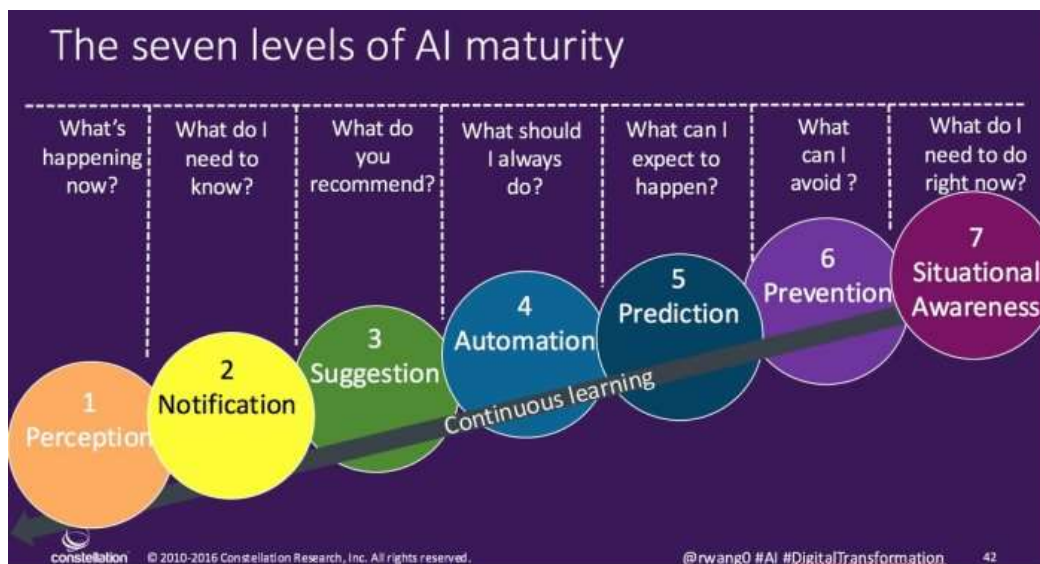 The seven levels of AI maturity
What's
happening
now?
What do I
need to
know?
What do
you
recommend?
What should
I always
do?
What can I
expect to
happen?
What
can I
avoid ?
What do I
need to do
right now?
1
Perception
2
Notification
3
Suggestion
4
Automation
5
Prediction
6
Prevention
7
Situational
Awareness
Continuous learning
constellation
© 2010-2016 Constellation Research, Inc. All rights reserved.
@rwang0 #AI #DigitalTransformation
42